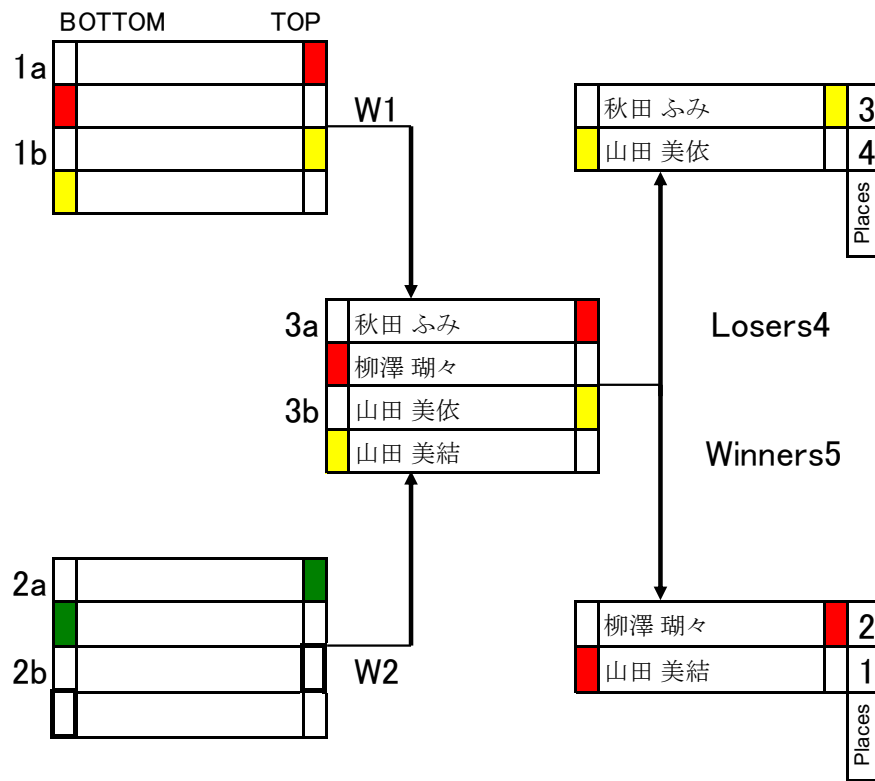 BOTTOM TOP
1a
W1
1b
秋田 ふみ 3
山田 美依 4
Places
3a 秋田 ふみ
柳澤 瑚々
3b 山田 美依
山田 美結
Losers4
Winners5
2a
2b
W2
柳澤 瑚々 2
山田 美結 1
Places